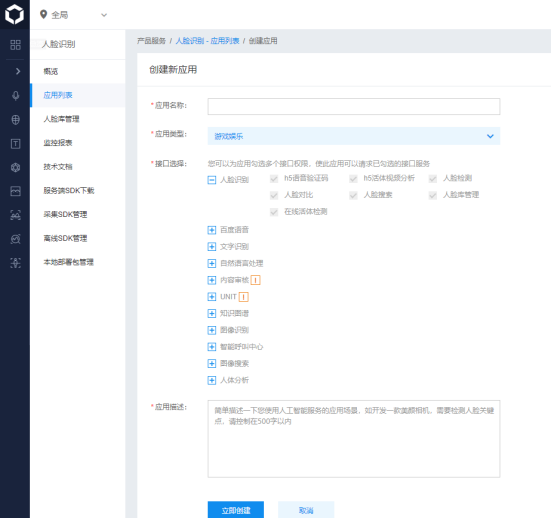 全局
人脸识别
产品服务 / 人脸识别 - 应用列表 / 创建应用
概览
应用列表
人脸库管理
监控报表
技术文档
服务端SDK下载
采集SDK管理
离线SDK管理
本地部署包管理
创建新应用
* 应用名称：
* 应用类型： 游戏娱乐
* 接口选择： 您可以为应用勾选多个接口权限，使此应用可以请求已勾选的接口服务
人脸识别 h5语音验证码 h5活体视频分析 人脸检测
人脸对比 人脸搜索 人脸库管理
在线活体检测
百度语音
文字识别
自然语言处理
内容审核 !
UNIT !
知识图谱
图像识别
智能呼叫中心
图像搜索
人体分析
* 应用描述： 简单描述一下您使用人工智能服务的应用场景，如开发一款美颜相机，需要检测人脸关键
点，请控制在500字以内
立即创建 取消